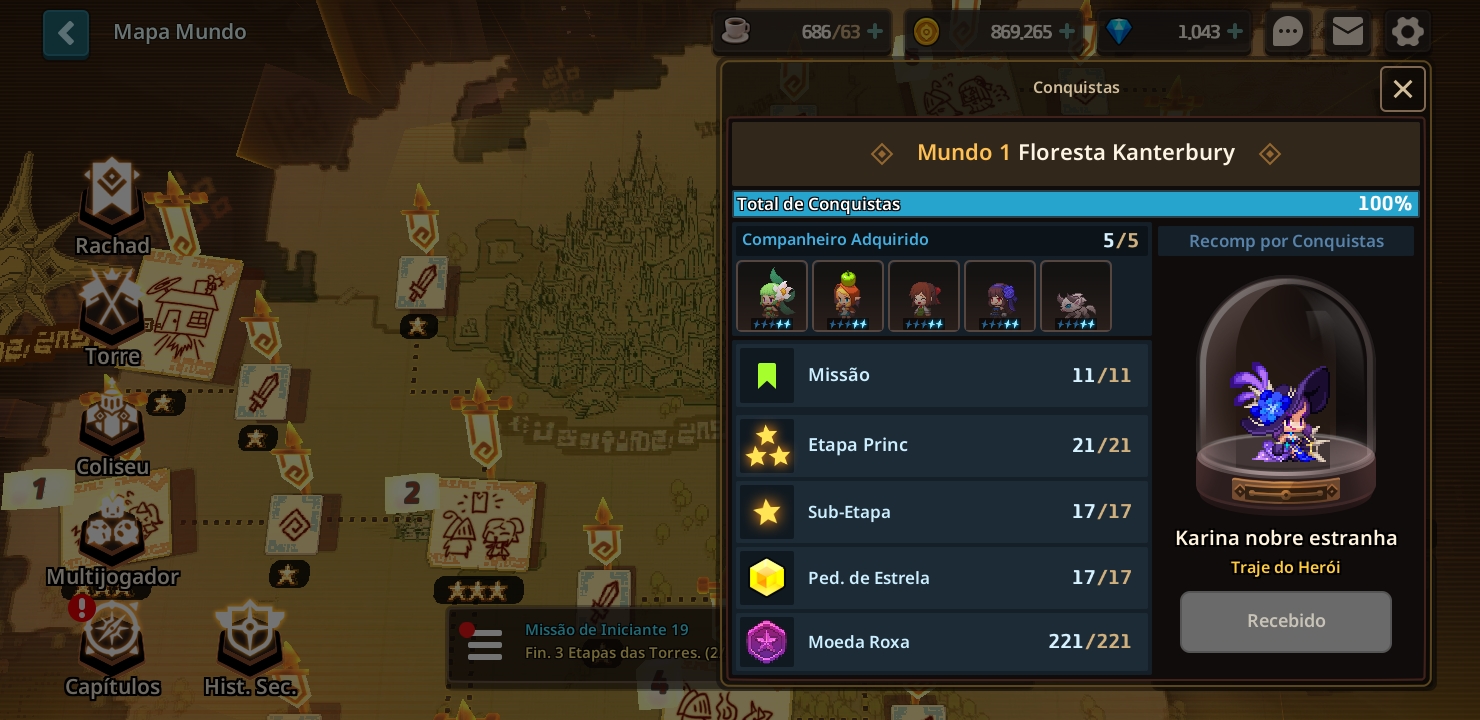 Mapa Mundo
686/63
869,265
1,043
Conquistas
Mundo 1 Floresta Kanterbury
Total de Conquistas 100%
Companheiro Adquirido 5/5
Recomp por Conquistas
Missão 11/11
Etapa Princ 21/21
Sub-Etapa 17/17
Ped. de Estrela 17/17
Moeda Roxa 221/221
Karina nobre estranha
Traje do Herói
Recebido
Rachad
Torre
Coliseu
1
2
Multijogador
Missão de Iniciante 19
Fin. 3 Etapas das Torres. (2
Capítulos
Hist. Sec.
4